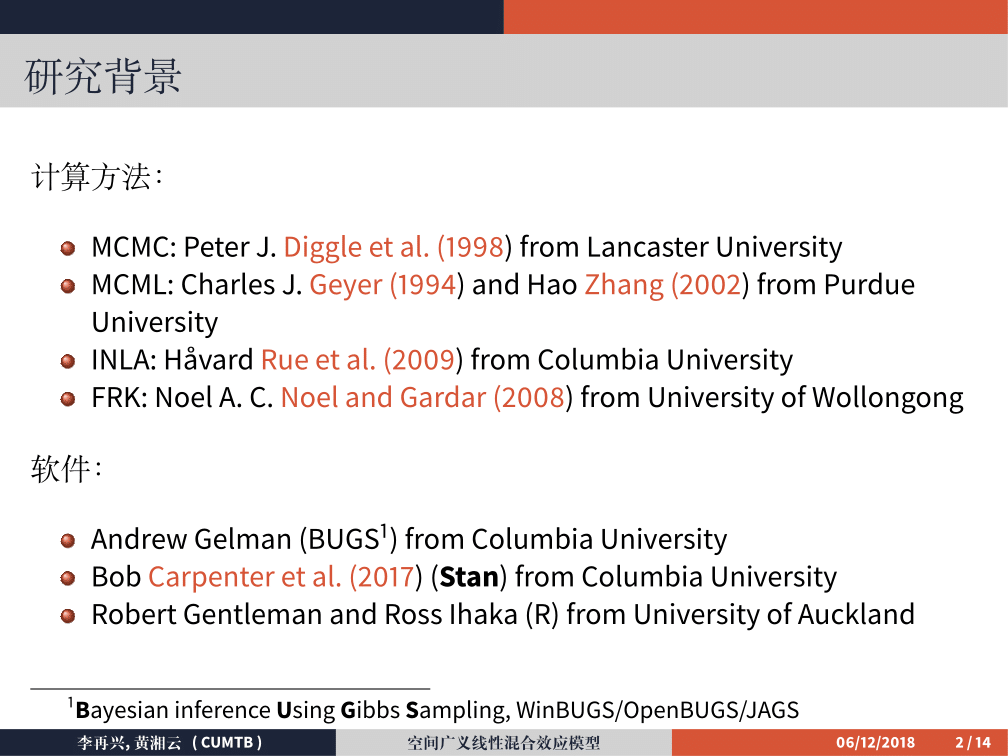 研究背景
计算方法：
MCMC: Peter J. Diggle et al. (1998) from Lancaster University
MCML: Charles J. Geyer (1994) and Hao Zhang (2002) from Purdue
University
INLA: Håvard Rue et al. (2009) from Columbia University
FRK: Noel A. C. Noel and Gardar (2008) from University of Wollongong
软件：
Andrew Gelman (BUGS1) from Columbia University
Bob Carpenter et al. (2017) (Stan) from Columbia University
Robert Gentleman and Ross Ihaka (R) from University of Auckland
1Bayesian inference Using Gibbs Sampling, WinBUGS/OpenBUGS/JAGS
李再兴, 黄湘云 ( CUMTB ) 空间广义线性混合效应模型 06/12/2018 2 / 14